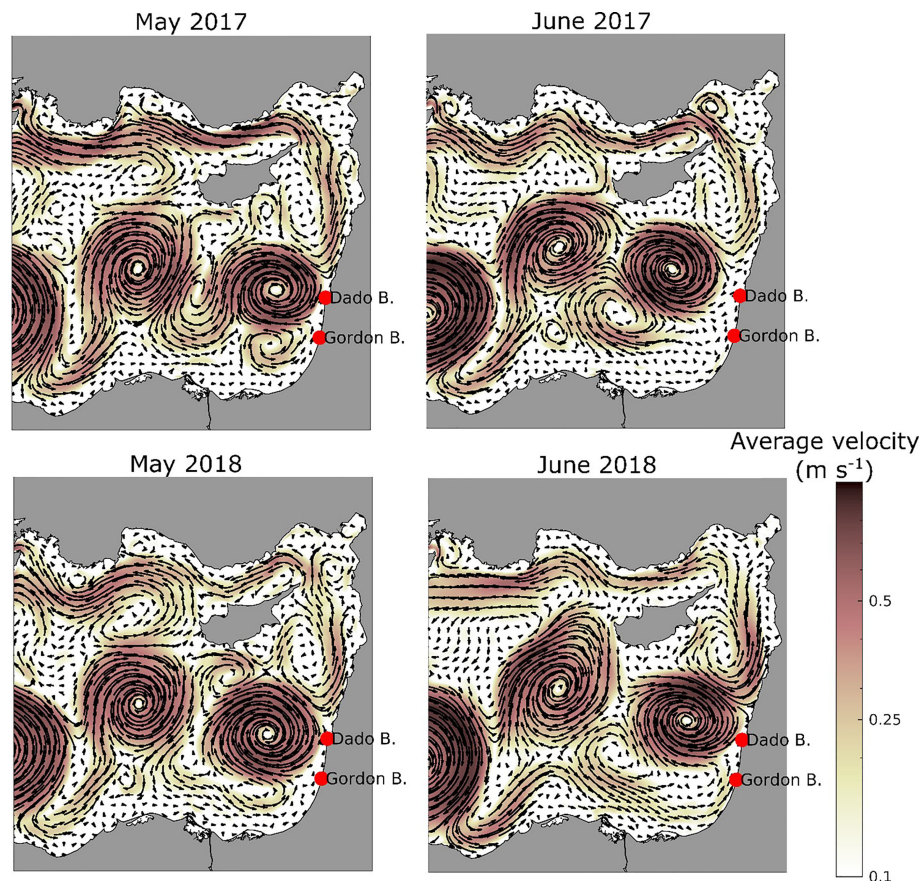 May 2017
June 2017
Dado B.
Gordon B.
Dado B.
Gordon B.
May 2018
June 2018
Average velocity
(m s⁻¹)
Dado B.
Gordon B.
Dado B.
Gordon B.
0.5
0.25
0.1